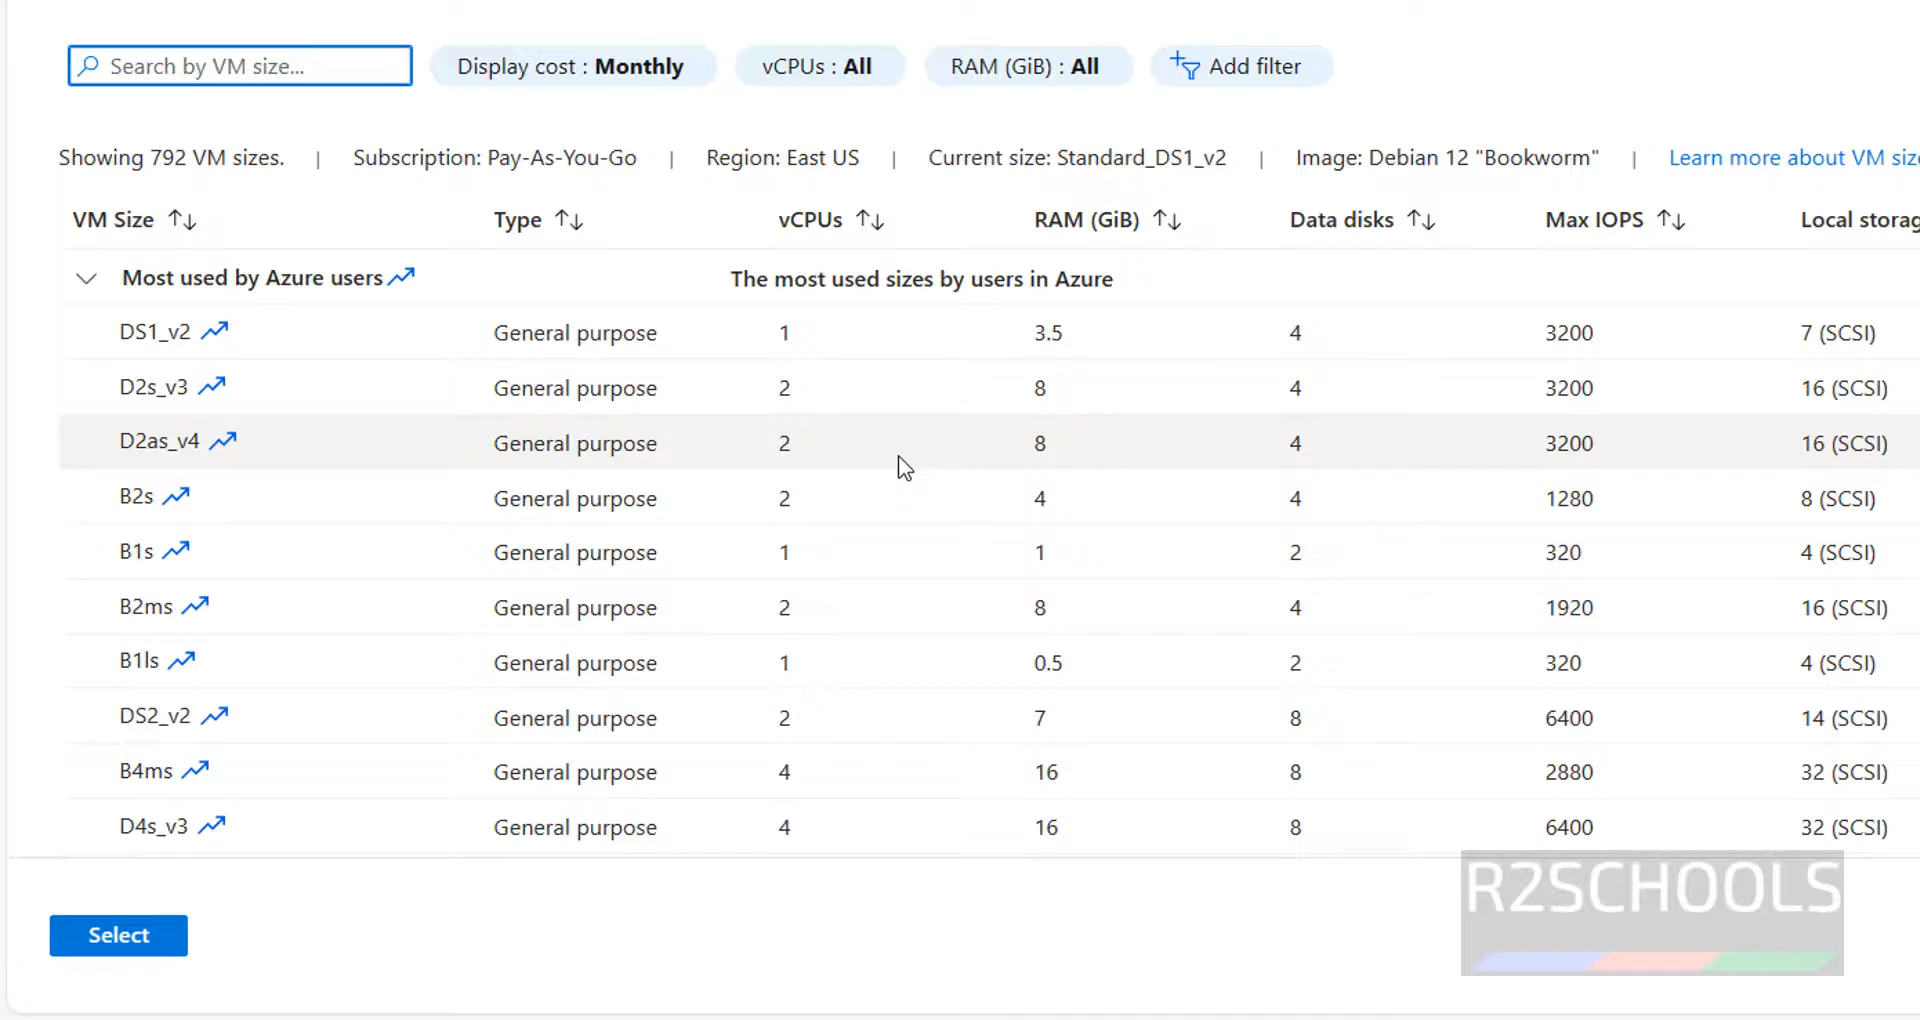 Search by VM size...
Display cost : Monthly
vCPUs : All
RAM (GiB) : All
Add filter
Showing 792 VM sizes. | Subscription: Pay-As-You-Go | Region: East US | Current size: Standard_DS1_v2 | Image: Debian 12 "Bookworm" | Learn more about VM
VM Size Type vCPUs RAM (GiB) Data disks Max IOPS Local
Most used by Azure users The most used sizes by users in Azure
DS1_v2 General purpose 1 3.5 4 3200 7 (SCSI)
D2s_v3 General purpose 2 8 4 3200 16 (SCSI)
D2as_v4 General purpose 2 8 4 3200 16 (SCSI)
B2s General purpose 2 4 4 1280 8 (SCSI)
B1s General purpose 1 1 2 320 4 (SCSI)
B2ms General purpose 2 8 4 1920 16 (SCSI)
B1ls General purpose 1 0.5 2 320 4 (SCSI)
DS2_v2 General purpose 2 7 8 6400 14 (SCSI)
B4ms General purpose 4 16 8 2880 32 (SCSI)
D4s_v3 General purpose 4 16 8 6400 32 (SCSI)
R2SCHOOLS
Select